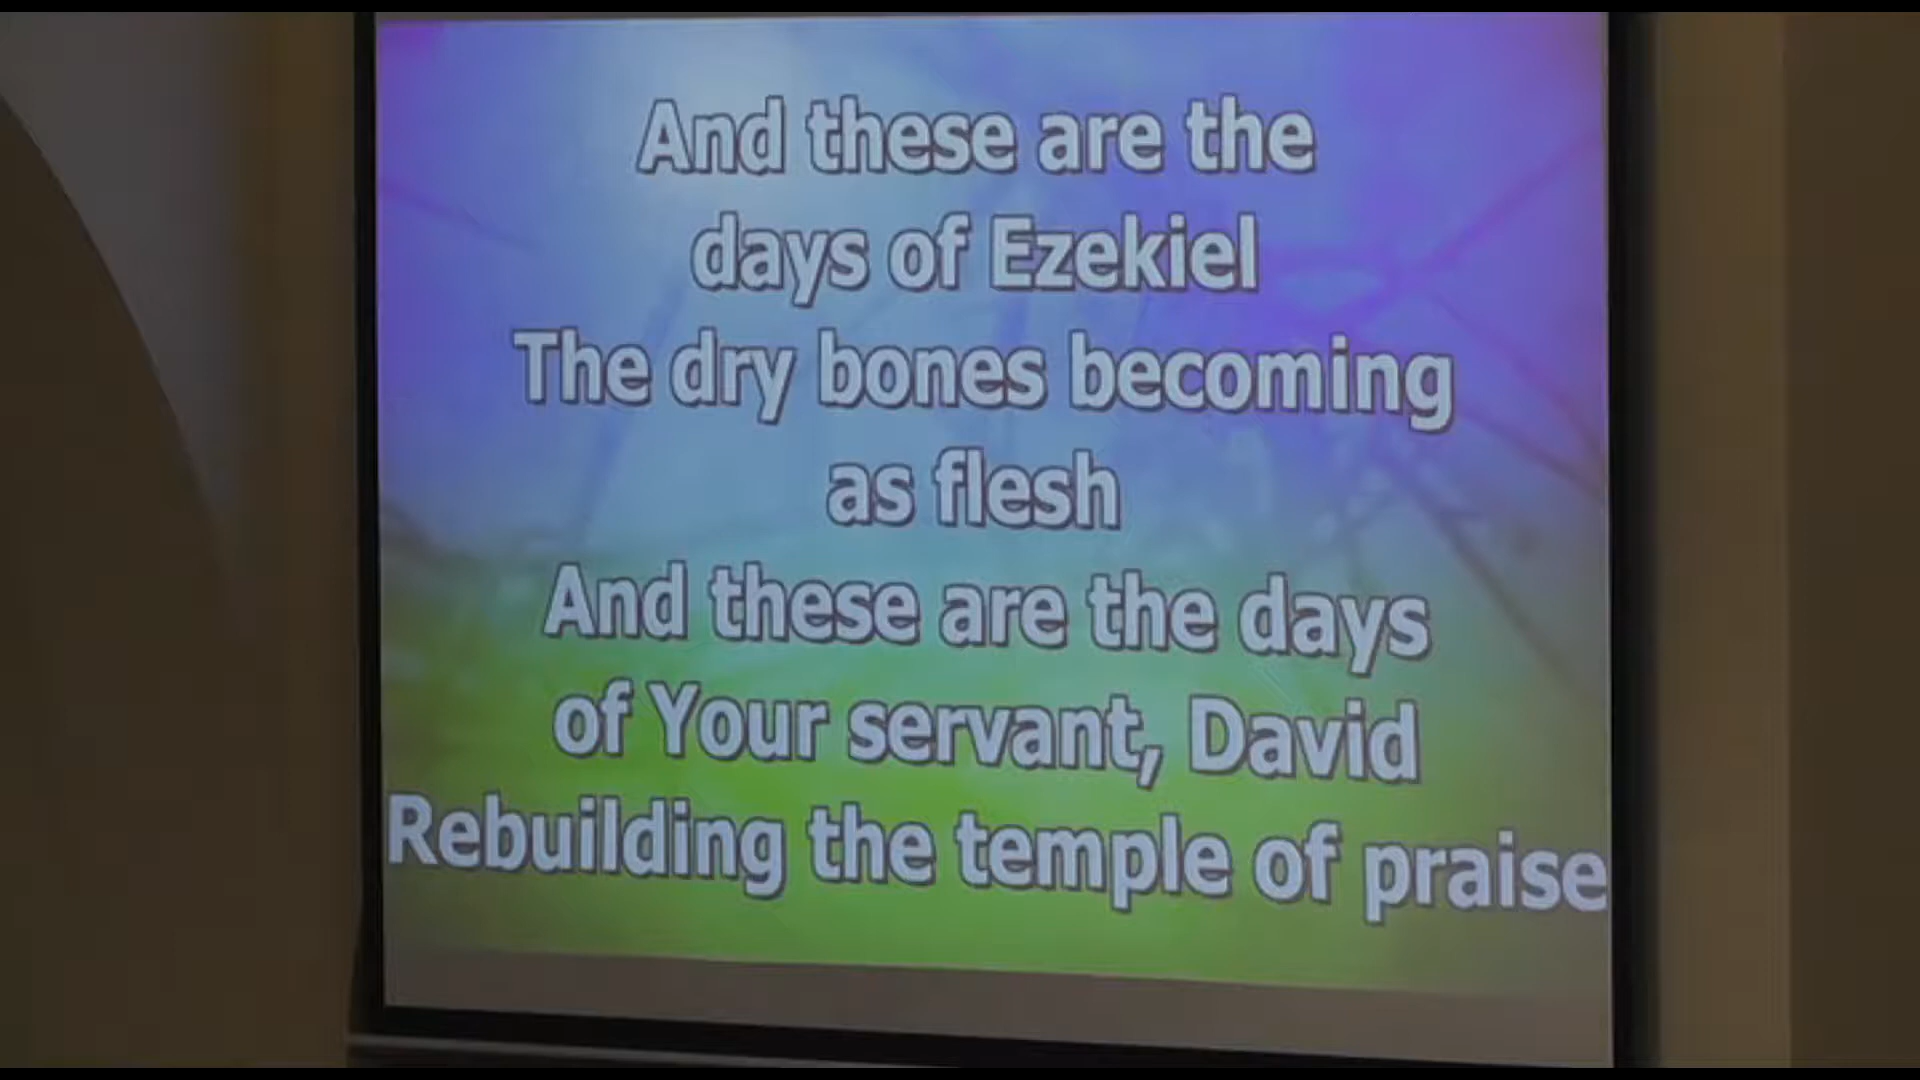 And these are the
days of Ezekiel
The dry bones becoming
as flesh
And these are the days
of Your servant, David
Rebuilding the temple of praise